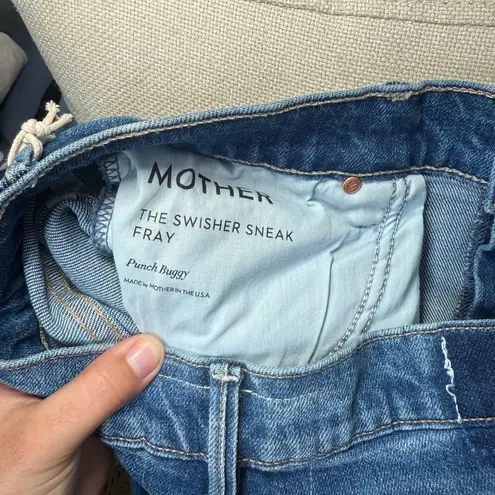 MOTHER
THE SWISHER SNEAK
FRAY
Punch Buggy
MADE by MOTHER IN THE U.S.A.